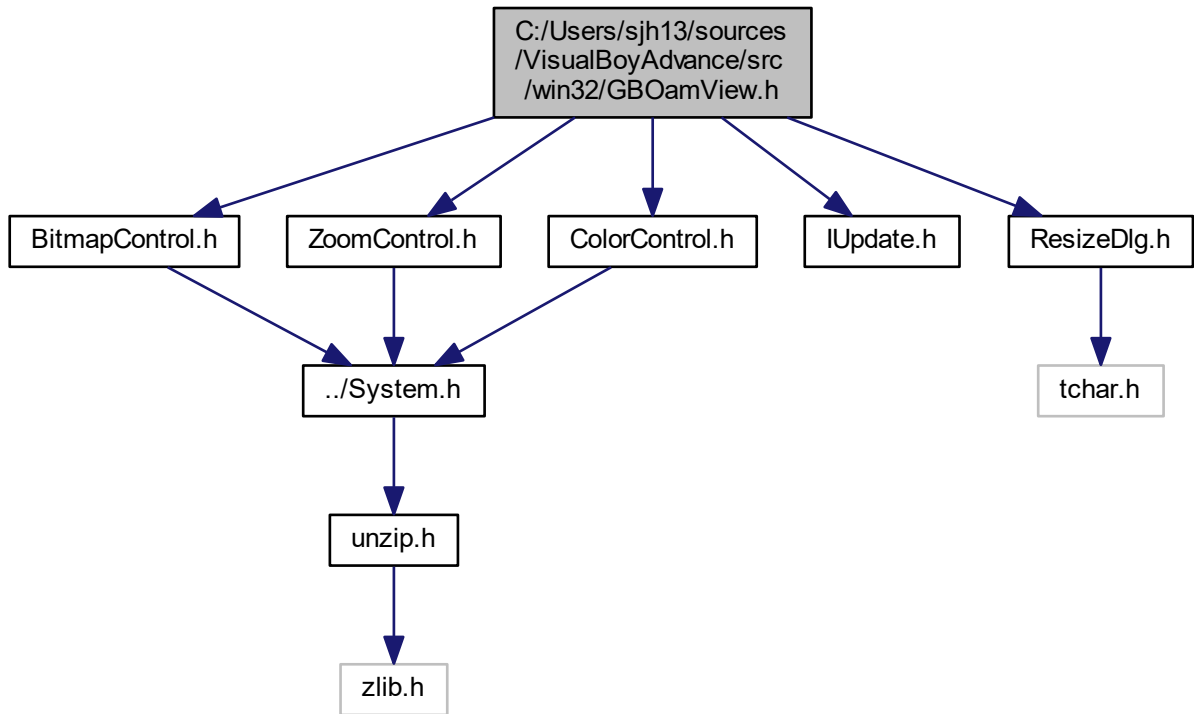 C:/Users/sjh13/sources
/VisualBoyAdvance/src
/win32/GBOamView.h
BitmapControl.h
ZoomControl.h
ColorControl.h
IUpdate.h
ResizeDlg.h
../System.h
tchar.h
unzip.h
zlib.h